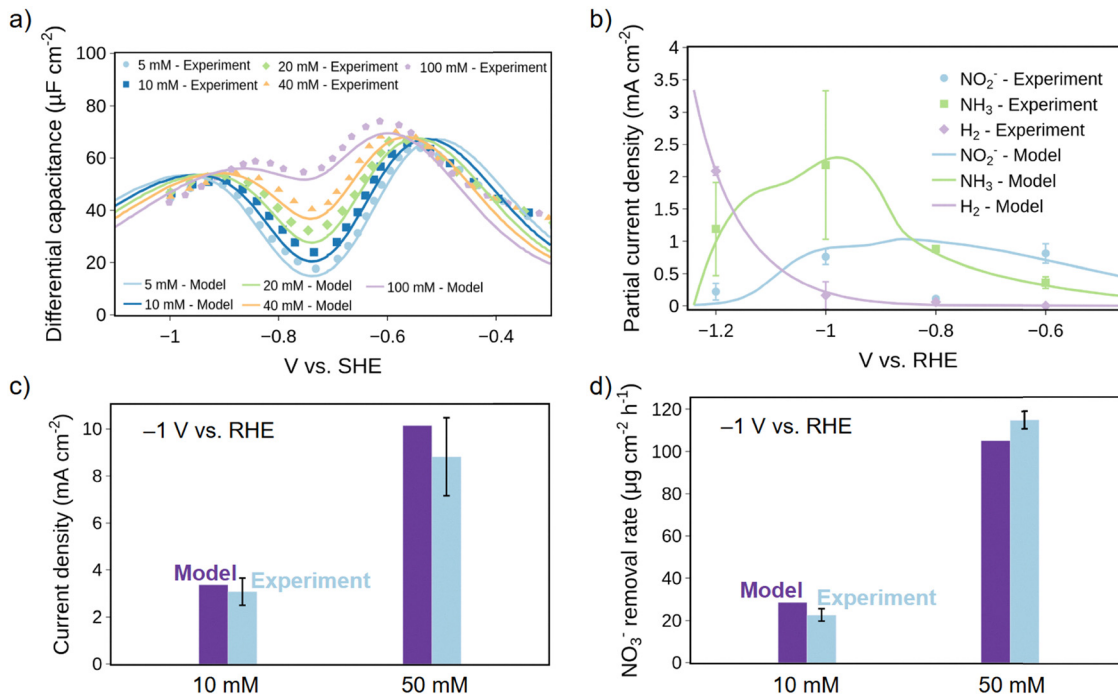 a)
Differential capacitance (µF cm⁻²)
100
80
60
40
20
0
5 mM - Experiment
20 mM - Experiment
100 mM - Experiment
10 mM - Experiment
40 mM - Experiment
5 mM - Model
20 mM - Model
100 mM - Model
10 mM - Model
40 mM - Model
−1
−0.8
−0.6
−0.4
V vs. SHE
b)
Partial current density (mA cm⁻²)
4
3.5
3
2.5
2
1.5
1
0.5
0
NO₂⁻ - Experiment
NH₃ - Experiment
H₂ - Experiment
NO₂⁻ - Model
NH₃ - Model
H₂ - Model
−1.2
−1
−0.8
−0.6
V vs. RHE
c)
Current density (mA cm⁻²)
10
8
6
4
2
0
–1 V vs. RHE
Model
Experiment
10 mM
50 mM
d)
NO₃⁻ removal rate (µg cm⁻² h⁻¹)
120
100
80
60
40
20
0
–1 V vs. RHE
Model
Experiment
10 mM
50 mM